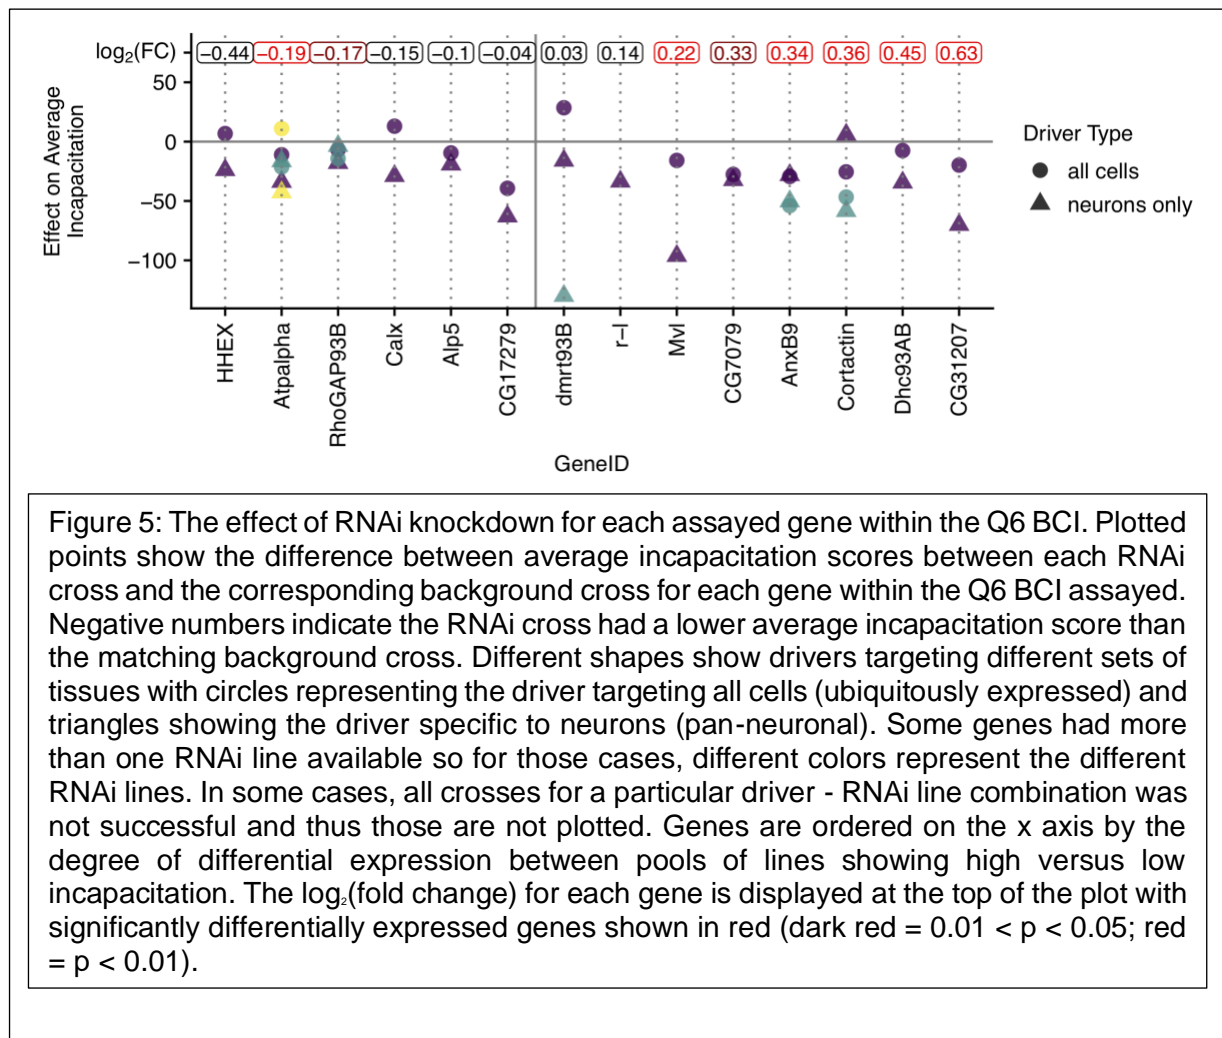 log₂(FC)
−0.44 −0.19 −0.17 −0.15 −0.1 −0.04 0.03 0.14 0.22 0.33 0.34 0.36 0.45 0.63
50
0
−50
−100
Effect on Average
Incapacitation
HHEX
Atpalpha
RhoGAP93B
Calx
Alp5
CG17279
dmrt93B
r−l
Mvl
CG7079
AnxB9
Cortactin
Dhc93AB
CG31207
GeneID
Driver Type
all cells
neurons only
Figure 5: The effect of RNAi knockdown for each assayed gene within the Q6 BCI. Plotted
points show the difference between average incapacitation scores between each RNAi
cross and the corresponding background cross for each gene within the Q6 BCI assayed.
Negative numbers indicate the RNAi cross had a lower average incapacitation score than
the matching background cross. Different shapes show drivers targeting different sets of
tissues with circles representing the driver targeting all cells (ubiquitously expressed) and
triangles showing the driver specific to neurons (pan-neuronal). Some genes had more
than one RNAi line available so for those cases, different colors represent the different
RNAi lines. In some cases, all crosses for a particular driver - RNAi line combination was
not successful and thus those are not plotted. Genes are ordered on the x axis by the
degree of differential expression between pools of lines showing high versus low
incapacitation. The log₂(fold change) for each gene is displayed at the top of the plot with
significantly differentially expressed genes shown in red (dark red = 0.01 < p < 0.05; red
= p < 0.01).